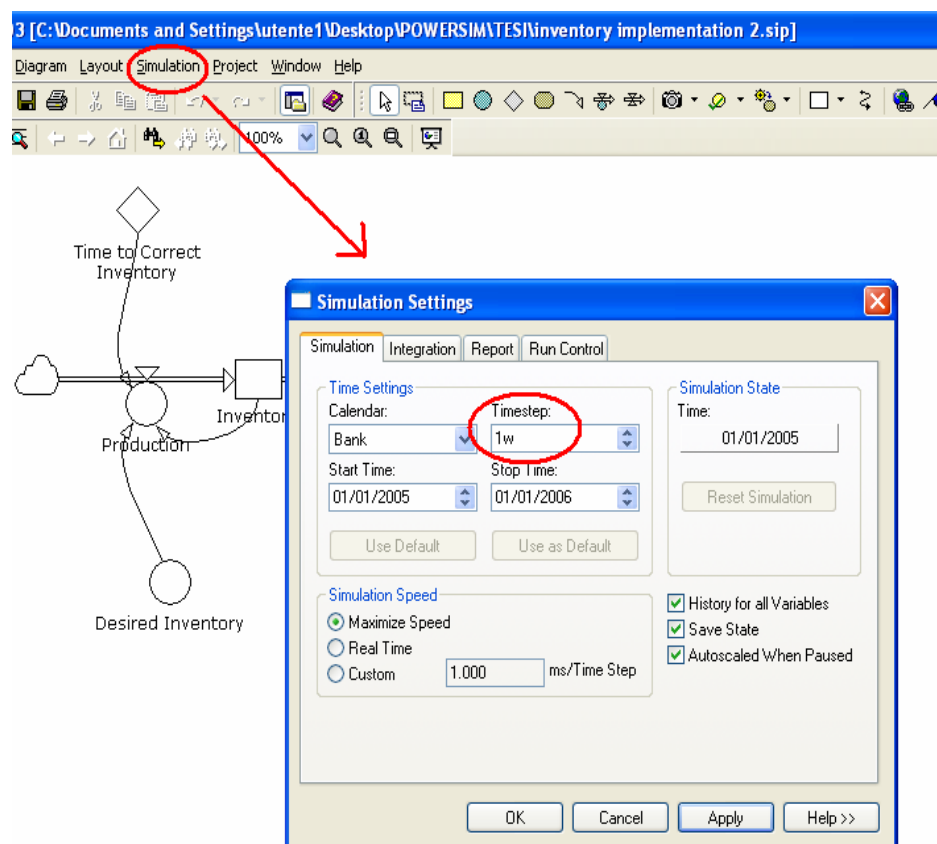 03 [C:\Documents and Settings\utente1\Desktop\POWERSIM\TESI\inventory implementation 2.sip]
Diagram Layout Simulation Project Window Help
100%
Time to Correct
Inventory
Production
Desired Inventory
Simulation Settings
Simulation Integration Report Run Control
Time Settings
Calendar: Timestep:
Bank 1w
Start Time: Stop Time:
01/01/2005 01/01/2006
Use Default Use as Default
Simulation State
Time:
01/01/2005
Reset Simulation
Simulation Speed
Maximize Speed
Real Time
Custom 1.000 ms/Time Step
History for all Variables
Save State
Autoscaled When Paused
OK Cancel Apply Help >>